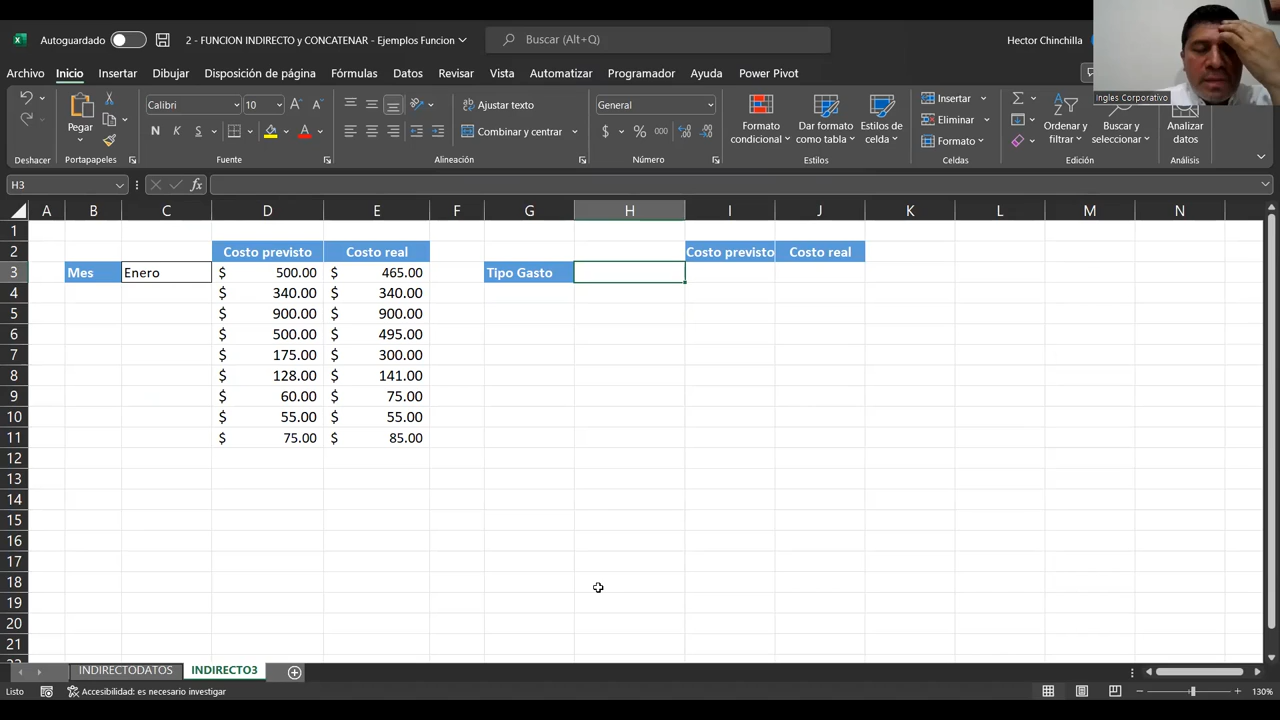 Autoguardado
2 - FUNCION INDIRECTO y CONCATENAR - Ejemplos Funcion
Buscar (Alt+Q)
Hector Chinchilla
Ingles Corporativo
Archivo Inicio Insertar Dibujar Disposición de página Fórmulas Datos Revisar Vista Automatizar Programador Ayuda Power Pivot
Pegar
Calibri 10
N K S
Ajustar texto
Combinar y centrar
General
$ % 000
Formato condicional
Dar formato como tabla
Estilos de celda
Insertar
Eliminar
Formato
Ordenar y filtrar
Buscar y seleccionar
Analizar datos
Deshacer Portapapeles Fuente Alineación Número Estilos Celdas Edición Análisis
H3 fx
A B C D E F G H I J K L M N
1
2 Costo previsto Costo real Costo previsto Costo real
3 Mes Enero $ 500.00 $ 465.00 Tipo Gasto
4 $ 340.00 $ 340.00
5 $ 900.00 $ 900.00
6 $ 500.00 $ 495.00
7 $ 175.00 $ 300.00
8 $ 128.00 $ 141.00
9 $ 60.00 $ 75.00
10 $ 55.00 $ 55.00
11 $ 75.00 $ 85.00
12
13
14
15
16
17
18
19
20
21
INDIRECTODATOS INDIRECTO3
Listo Accesibilidad: es necesario investigar 130%